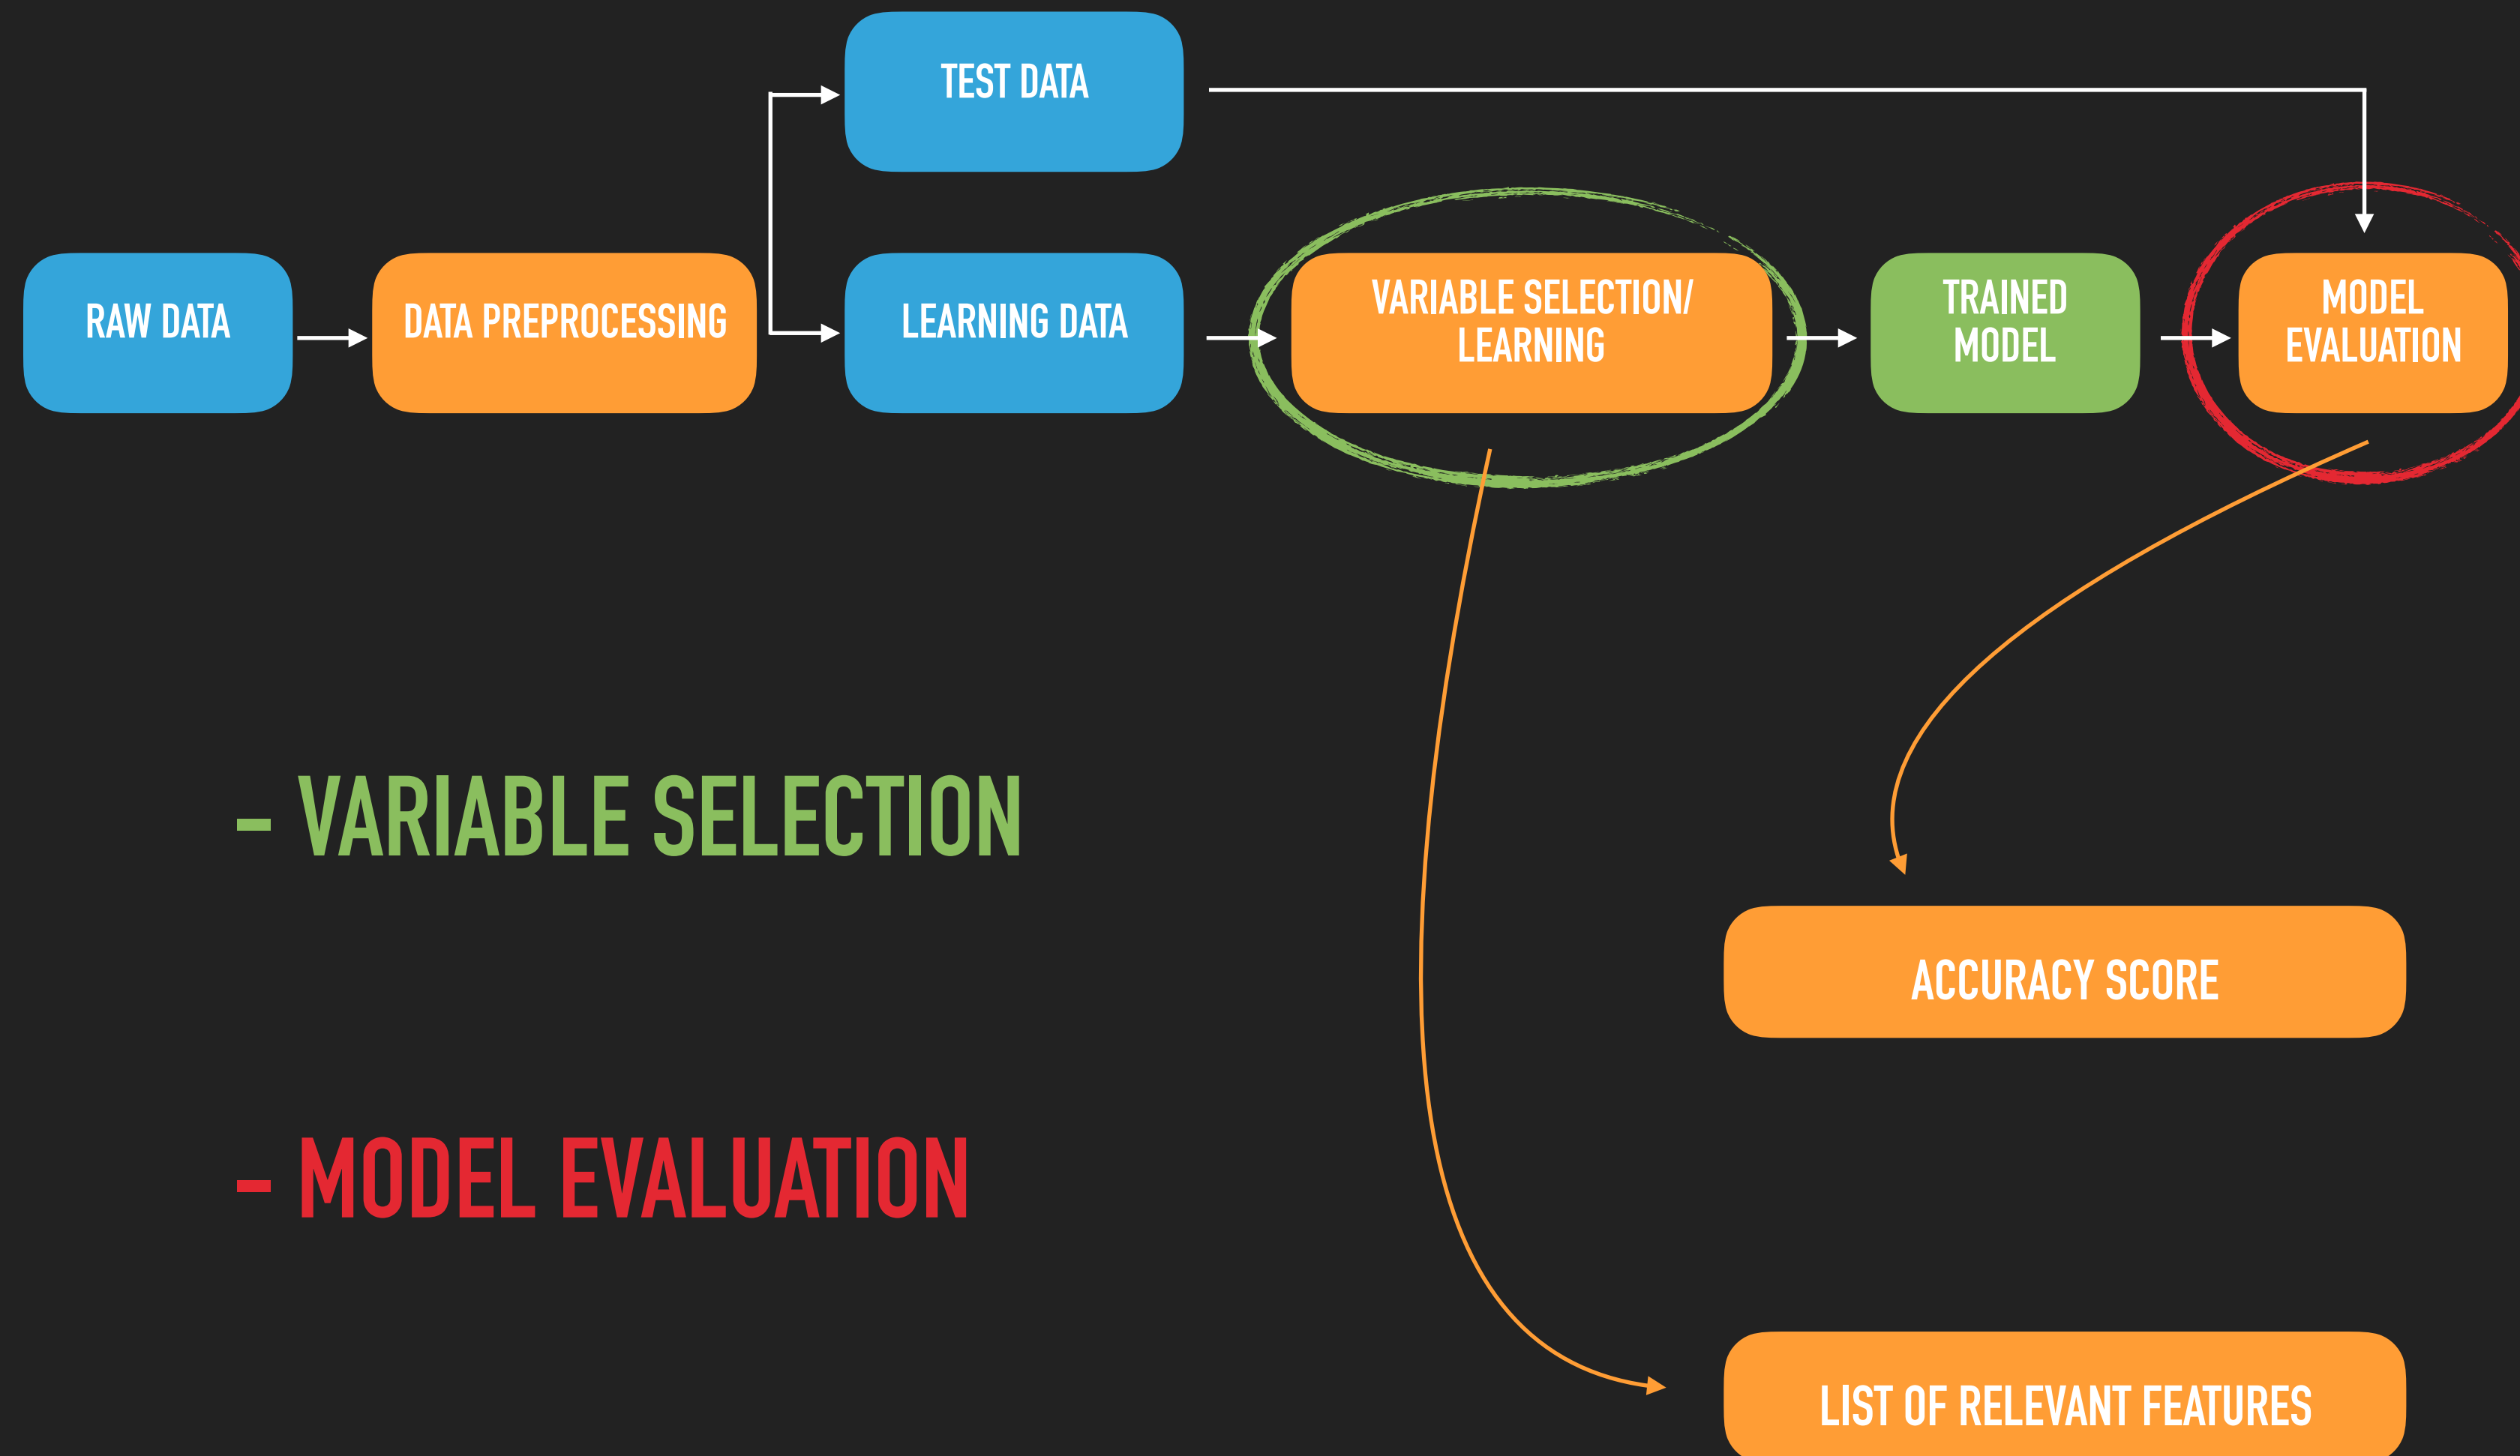 TEST DATA
RAW DATA
DATA PREPROCESSING
LEARNING DATA
VARIABLE SELECTION/
LEARNING
TRAINED
MODEL
MODEL
EVALUATION
- VARIABLE SELECTION
ACCURACY SCORE
- MODEL EVALUATION
LIST OF RELEVANT FEATURES